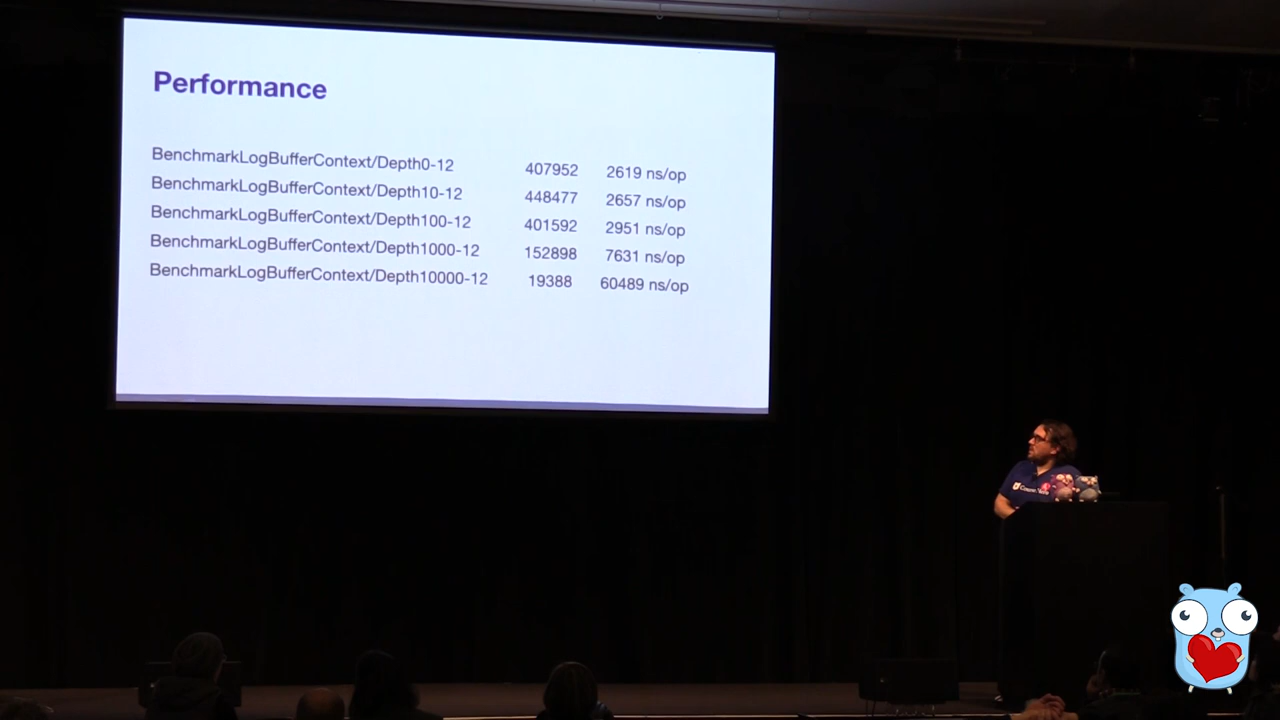 Performance
BenchmarkLogBufferContext/Depth0-12 407952 2619 ns/op
BenchmarkLogBufferContext/Depth10-12 448477 2657 ns/op
BenchmarkLogBufferContext/Depth100-12 401592 2951 ns/op
BenchmarkLogBufferContext/Depth1000-12 152898 7631 ns/op
BenchmarkLogBufferContext/Depth10000-12 19388 60489 ns/op